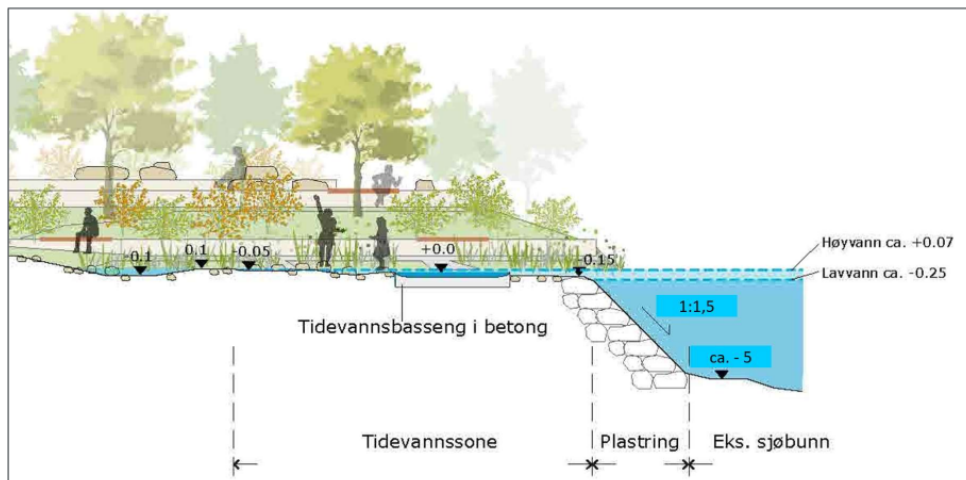 -0.1
0.1
-0.05
+0.0
-0.15
Høyvann ca. +0.07
Lavvann ca. -0.25
1:1,5
Tidevannsbasseng i betong
ca. - 5
Tidevannssone
Plastring
Eks. sjøbunn